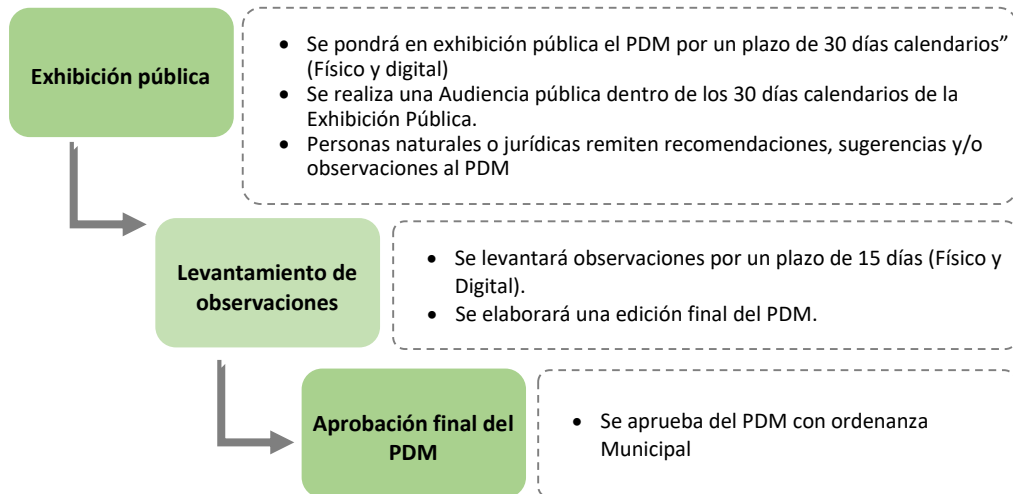 Exhibición pública
• Se pondrá en exhibición pública el PDM por un plazo de 30 días calendarios”
(Físico y digital)
• Se realiza una Audiencia pública dentro de los 30 días calendarios de la
Exhibición Pública.
• Personas naturales o jurídicas remiten recomendaciones, sugerencias y/o
observaciones al PDM
Levantamiento de
observaciones
• Se levantará observaciones por un plazo de 15 días (Físico y
Digital).
• Se elaborará una edición final del PDM.
Aprobación final del
PDM
• Se aprueba del PDM con ordenanza
Municipal